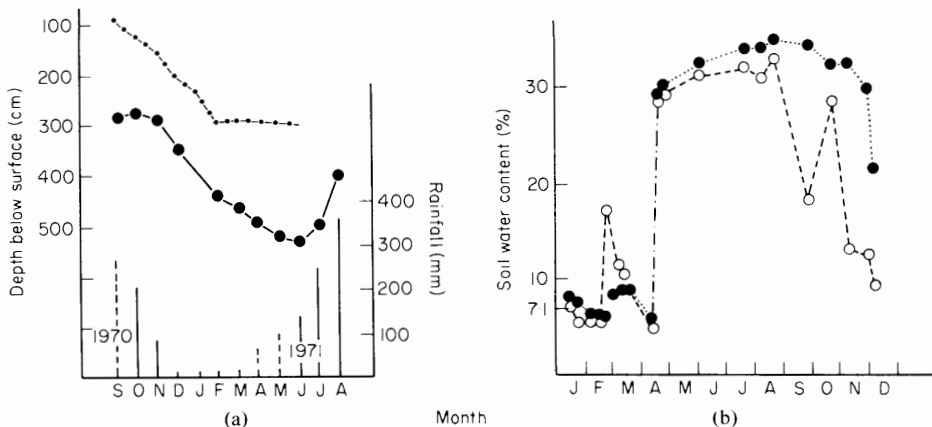 100
200
300
400
500
Depth below surface (cm)
400
300
200
100
Rainfall (mm)
1970
1971
S O N D J F M A M J J A
(a)
Month
30
20
10
7·1
Soil water content (%)
J F M A M J J A S O N D
(b)